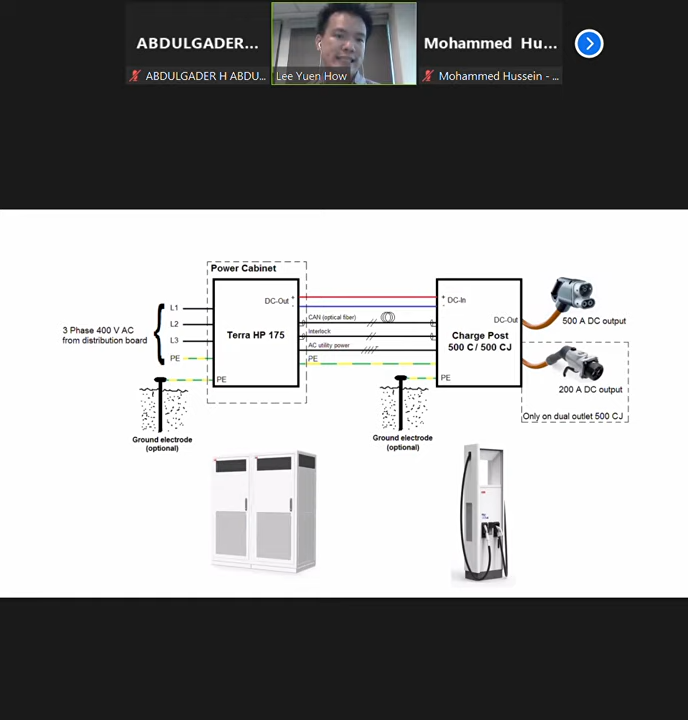 ABDULGADER...
Mohammed Hu...
ABDULGADER H ABDU...
Lee Yuen How
Mohammed Hussein - ...
Power Cabinet
3 Phase 400 V AC
from distribution board
L1
L2
L3
PE
DC-Out
+
-
Terra HP 175
PE
CAN (optical fiber)
Interlock
AC utility power
PE
+
-
DC-In
DC-Out
Charge Post
500 C/ 500 CJ
PE
500 A DC output
200 A DC output
Only on dual outlet 500 CJ
Ground electrode
(optional)
Ground electrode
(optional)